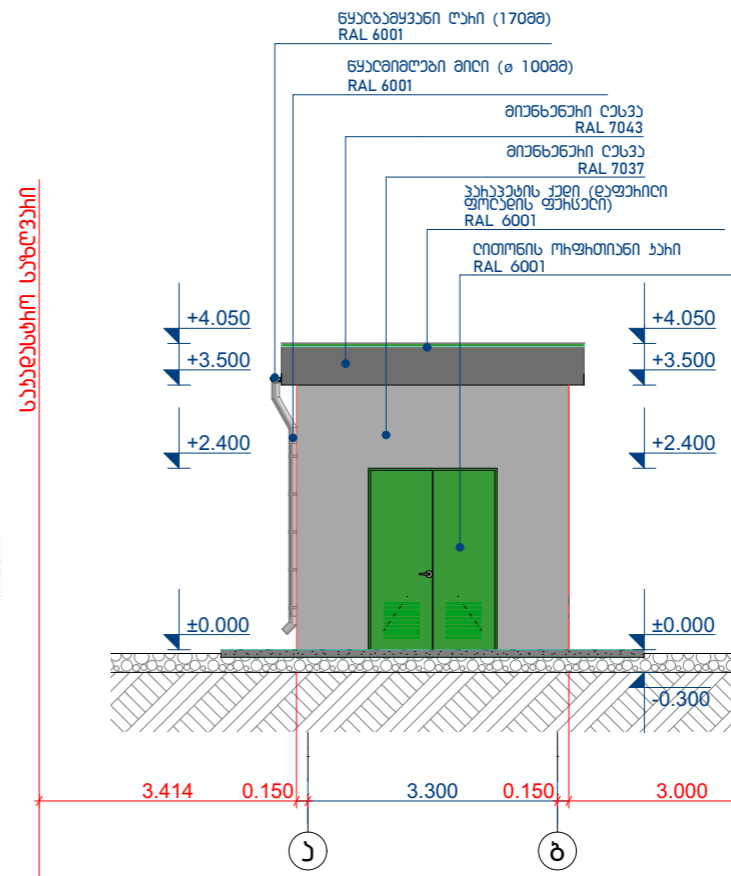 წყალგამყვანი ღარი (170მმ)
RAL 6001
წყალმიმღები მილი (ø 100მმ)
RAL 6001
მიუნხენური ლესვა
RAL 7043
მიუნხენური ლესვა
RAL 7037
პარაპეტის ქუდი (დაფერილი
ფოლადის ფურცელი)
RAL 6001
ლითონის ორფრთიანი კარი
RAL 6001
საკადასტრო საზღვარი
+4.050
+4.050
+3.500
+3.500
+2.400
+2.400
±0.000
±0.000
-0.300
3.414
0.150
3.300
0.150
3.000
ა
ბ